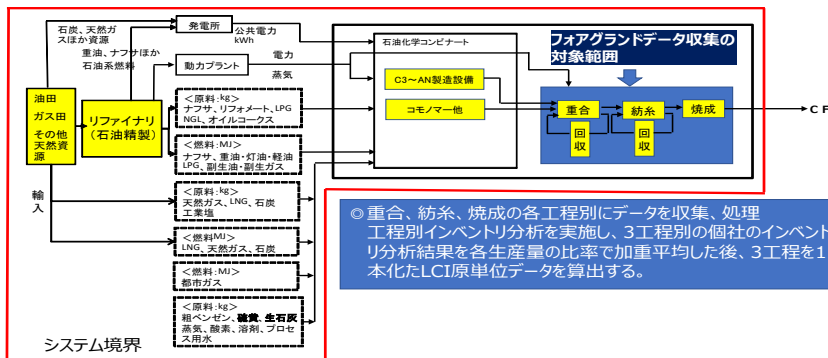 石炭、天然ガ
スほか資源
重油、ナフサほか
石油系燃料
発電所
公共電力
kWh
動力プラント
電力
蒸気
石油化学コンビナート
フォアグランドデータ収集の
対象範囲
C3～AN製造設備
コモノマー他
重合
紡糸
焼成
回
収
回
収
CF
油田
ガス田
その他
天然資
源
リファイナリ
(石油精製)
輸
入
＜原料:kg＞
ナフサ、リフォメート、LPG
NGL、オイルコークス
＜燃料:MJ＞
ナフサ、重油・灯油・軽油
LPG、副生油・副生ガス
＜原料:kg＞
天然ガス、LNG、石炭
工業塩
＜燃料MJ＞
LNG、天然ガス、石炭
＜燃料:MJ＞
都市ガス
＜原料:kg＞
粗ベンゼン、硫黄、生石灰
蒸気、酸素、溶剤、プロセ
ス用水
システム境界
◎重合、紡糸、焼成の各工程別にデータを収集、処理
工程別インベントリ分析を実施し、3工程別の個社のインベント
リ分析結果を各生産量の比率で加重平均した後、3工程を1
本化たLCI原単位データを算出する。